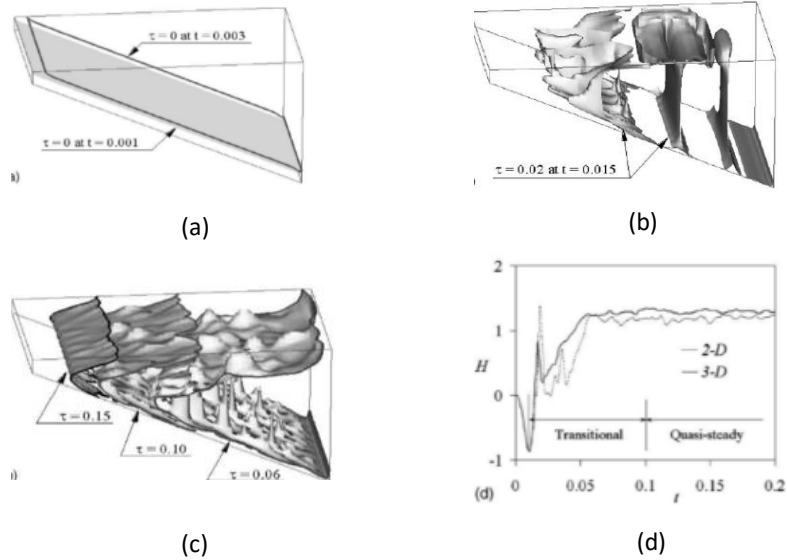 τ = 0 at t = 0.003
τ = 0 at t = 0.001
a)
(a)
τ = 0.02 at t = 0.015
(b)
τ = 0.15
τ = 0.10
τ = 0.06
)
(c)
2
1
H
0
-1
2-D
3-D
Transitional
Quasi-steady
0 0.05 0.1 0.15 0.2
t
(d)
(d)